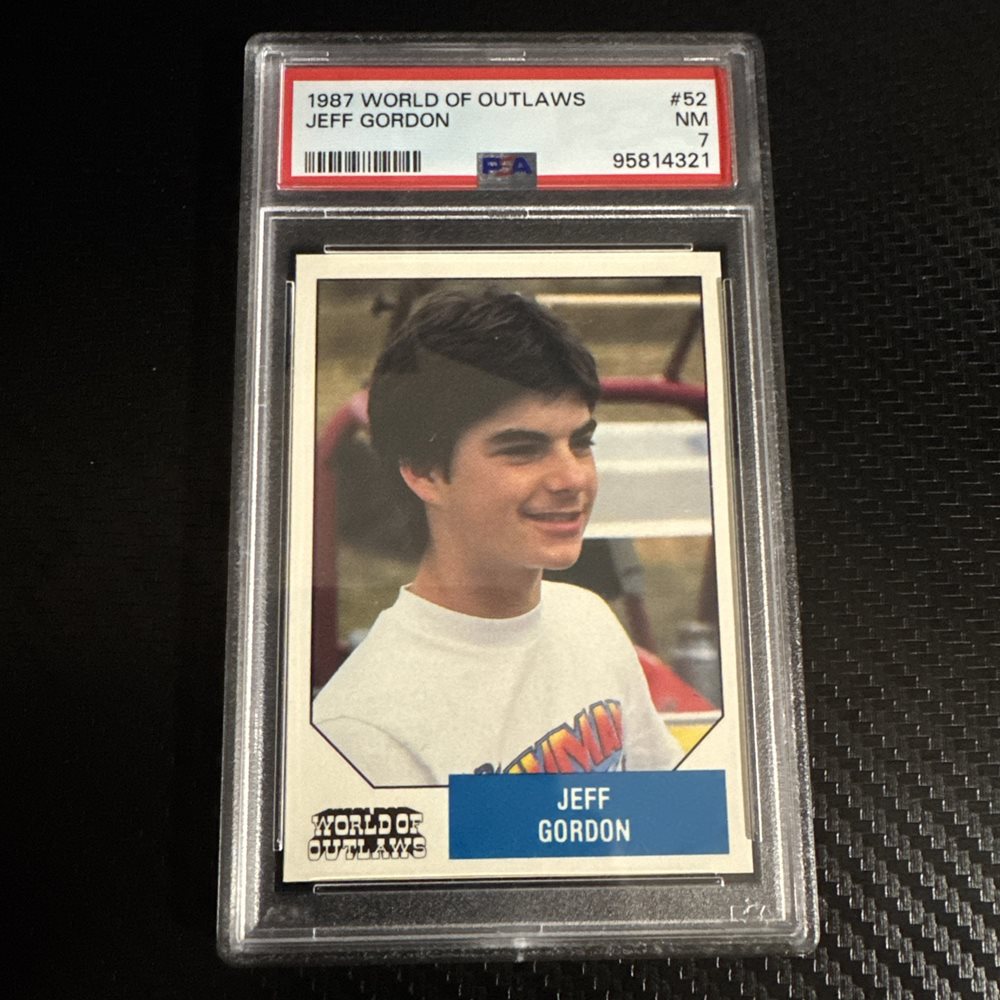 1987 WORLD OF OUTLAWS #52
JEFF GORDON NM
7
95814321
PSA
JEFF
GORDON
WORLD OF
OUTLAWS